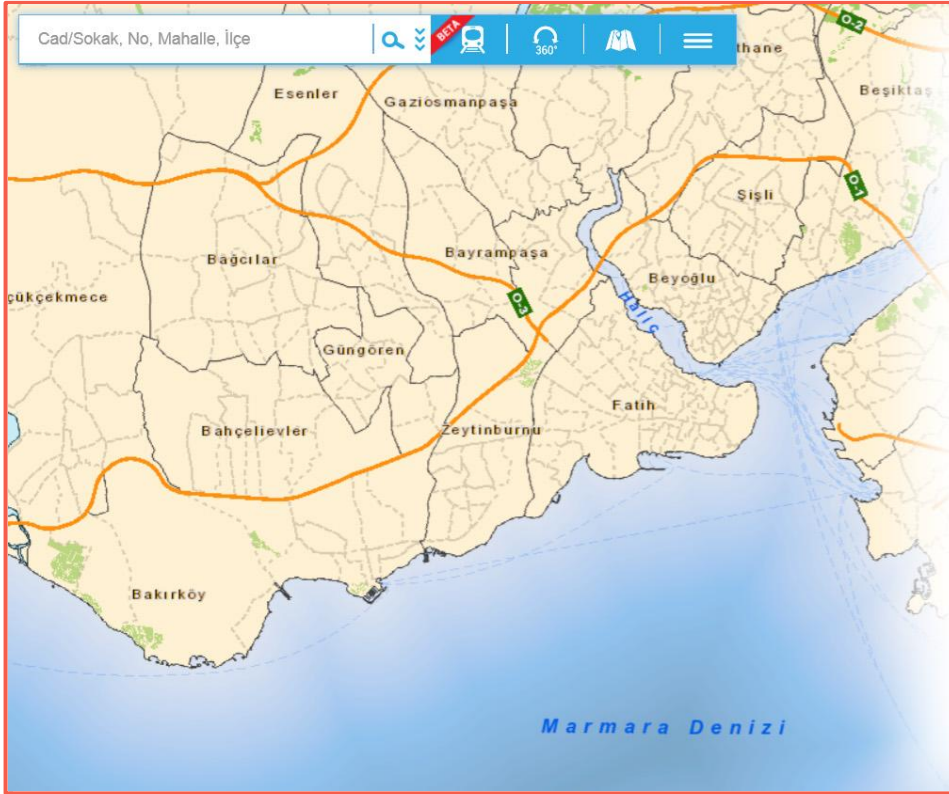 Cad/Sokak, No, Mahalle, İlçe
BETA
360°
O-2
thane
Esenler
Gaziosmanpaşa
Beşiktaş
O-1
Şişli
Bağcılar
Bayrampaşa
Beyoğlu
çükçekmece
O-3
Haliç
Güngören
Fatih
Bahçelievler
Zeytinburnu
Bakırköy
Marmara Denizi